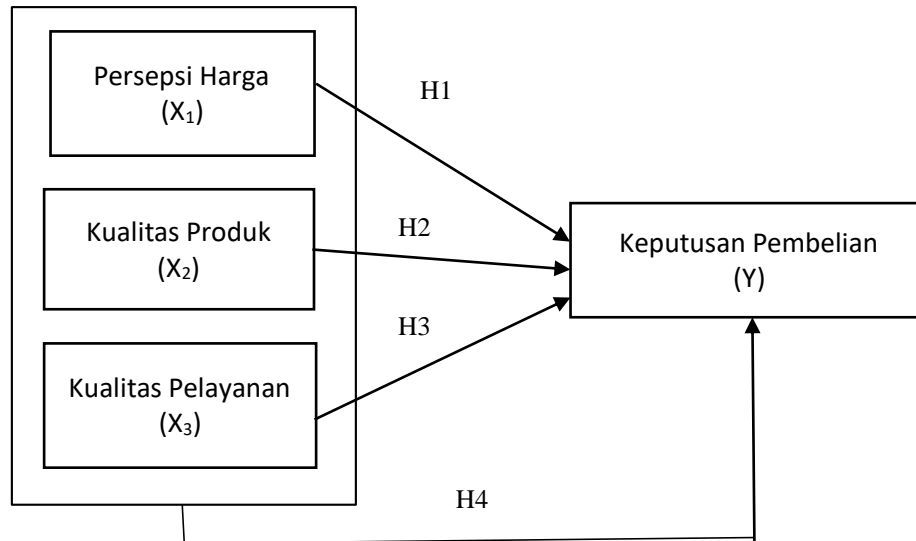 Persepsi Harga
(X₁)
H1
Kualitas Produk
(X₂)
H2
Keputusan Pembelian
(Y)
H3
Kualitas Pelayanan
(X₃)
H4